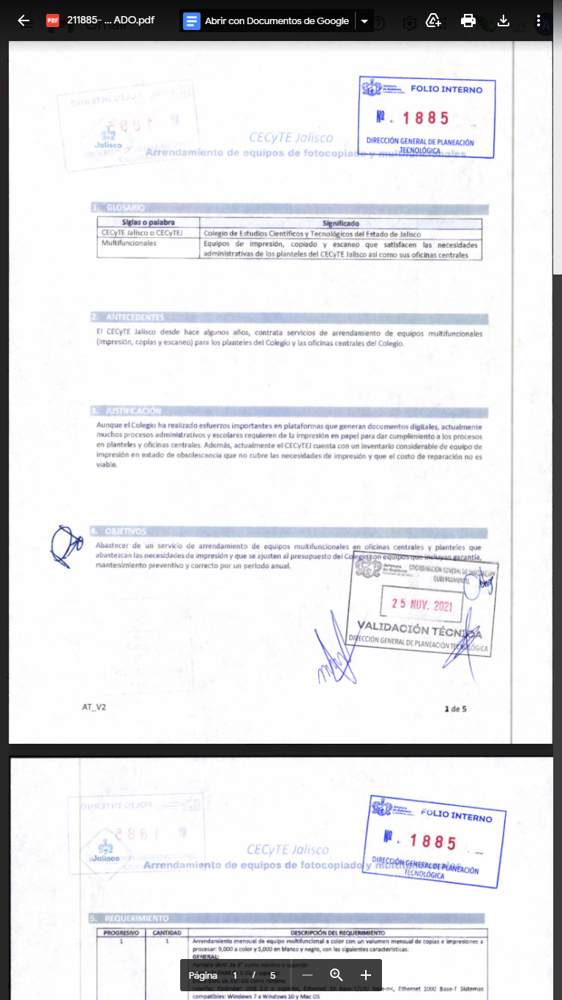 211885- ... ADO.pdf
Abrir con Documentos de Google
Jefatura de Gabinete
FOLIO INTERNO
Nº. 1885
DIRECCIÓN GENERAL DE PLANEACIÓN
TECNOLÓGICA
Jalisco
CECyTE Jalisco
Arrendamiento de equipos de fotocopiado y multifuncionales
1. GLOSARIO
Siglas o palabra Significado
CECyTE Jalisco o CECyTEJ Colegio de Estudios Científicos y Tecnológicos del Estado de Jalisco
Multifuncionales Equipos de impresión, copiado y escaneo que satisfacen las necesidades
administrativas de los planteles del CECyTE Jalisco así como sus oficinas centrales
2. ANTECEDENTES
El CECyTE Jalisco desde hace algunos años, contrata servicios de arrendamiento de equipos multifuncionales
(impresión, copias y escaneo) para los planteles del Colegio y las oficinas centrales del Colegio.
3. JUSTIFICACIÓN
Aunque el Colegio ha realizado esfuerzos importantes en plataformas que generan documentos digitales, actualmente
muchos procesos administrativos y escolares requieren de la impresión en papel para dar cumplimiento a los procesos
en planteles y oficinas centrales. Además, actualmente el CECyTEJ cuenta con un inventario considerable de equipo de
impresión en estado de obsolescencia que no cubre las necesidades de impresión y que el costo de reparación no es
viable.
4. OBJETIVOS
Abastecer de un servicio de arrendamiento de equipos multifuncionales en oficinas centrales y planteles que
abastezcan las necesidades de impresión y que se ajusten al presupuesto del Colegio con equipos que incluyan garantía,
mantenimiento preventivo y correcto por un periodo anual.
Jefatura de Gabinete
COORDINACIÓN GENERAL DE INNOVACIÓN
GUBERNAMENTAL
25 NUV. 2021
VALIDACIÓN TÉCNICA
DIRECCIÓN GENERAL DE PLANEACIÓN TECNOLÓGICA
AT_V2
1 de 5
FOLIO INTERNO
Nº. 1885
DIRECCIÓN GENERAL DE PLANEACIÓN
TECNOLÓGICA
Jalisco
CECyTE Jalisco
Arrendamiento de equipos de fotocopiado y multifuncionales
5. REQUERIMIENTO
PROGRESIVO CANTIDAD DESCRIPCIÓN DEL REQUERIMIENTO
1 1 Arrendamiento mensual de equipo multifuncional a color con un volumen mensual de copias e impresiones a
procesar: 9,000 a color y 5,000 en blanco y negro, con las siguientes características:
GENERAL:
Pantalla táctil de 3" como mínimo o superior
Interfaz: Estándar: USB 2.0 o superior, Ethernet 10 base-T/100 base-TX, Ethernet 1000 Base-T Sistemas
compatibles: Windows 7 a Windows 10 y Mac OS
Página 1 / 5